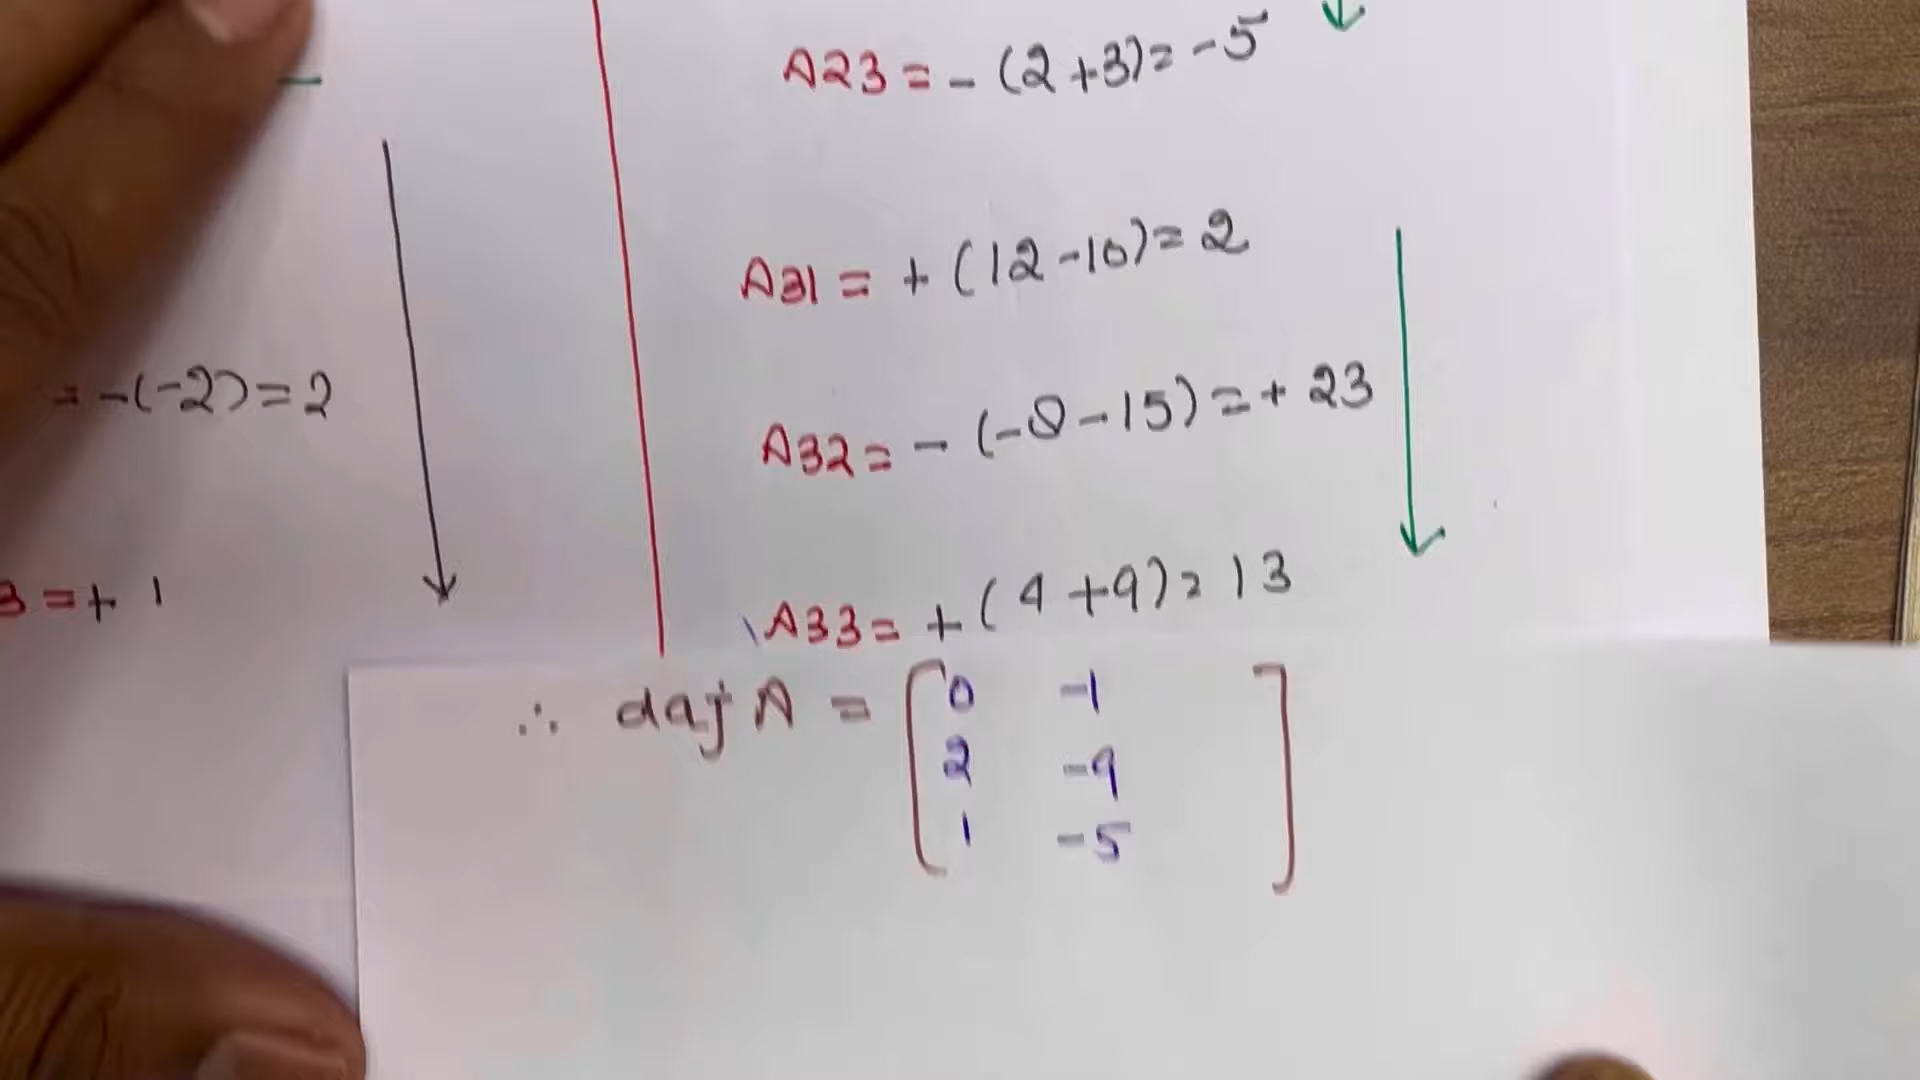 A23 = - (2+3) = -5
A31 = + (12-10) = 2
= -(-2) = 2
A32 = - (-8-15) = + 23
3 = + 1
A33 = + (4+9) = 13
∴ daj A = [ 0 -1 ]
2 -9
1 -5